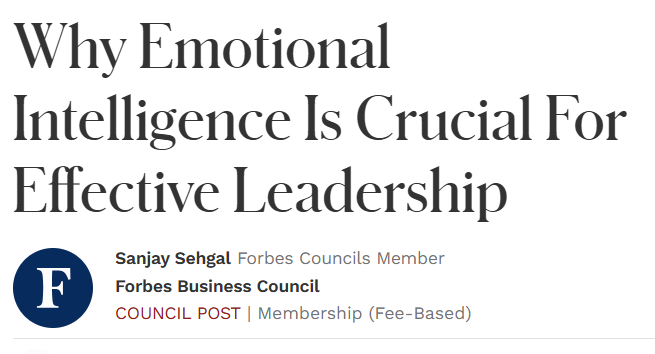 Why Emotional
Intelligence Is Crucial For
Effective Leadership
F
Sanjay Sehgal Forbes Councils Member
Forbes Business Council
COUNCIL POST | Membership (Fee-Based)